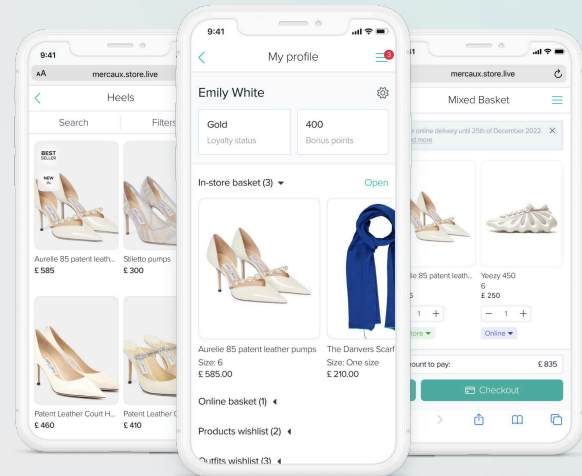 9:41
AA mercaux.store.live
Heels
Search Filters
BEST
SELLER
NEW
IN
Aurelie 85 patent leath... Stiletto pumps
£ 585 £ 300
Patent Leather Court H... Patent Leather
£ 460 £ 410
9:41
My profile
3
Emily White
Gold 400
Loyalty status Bonus points
In-store basket (3) Open
Aurelie 85 patent leather pumps The Danvers Scarf
Size: 6 Size: One size
£ 585.00 £ 210.00
Online basket (1)
Products wishlist (2)
Outfits wishlist (3)
mercaux.store.live
Mixed Basket
online delivery until 25th of December 2022.
more
85 patent leath... Yeezy 450
6
£ 250
1 + − 1 +
Online
to pay: £ 835
Checkout